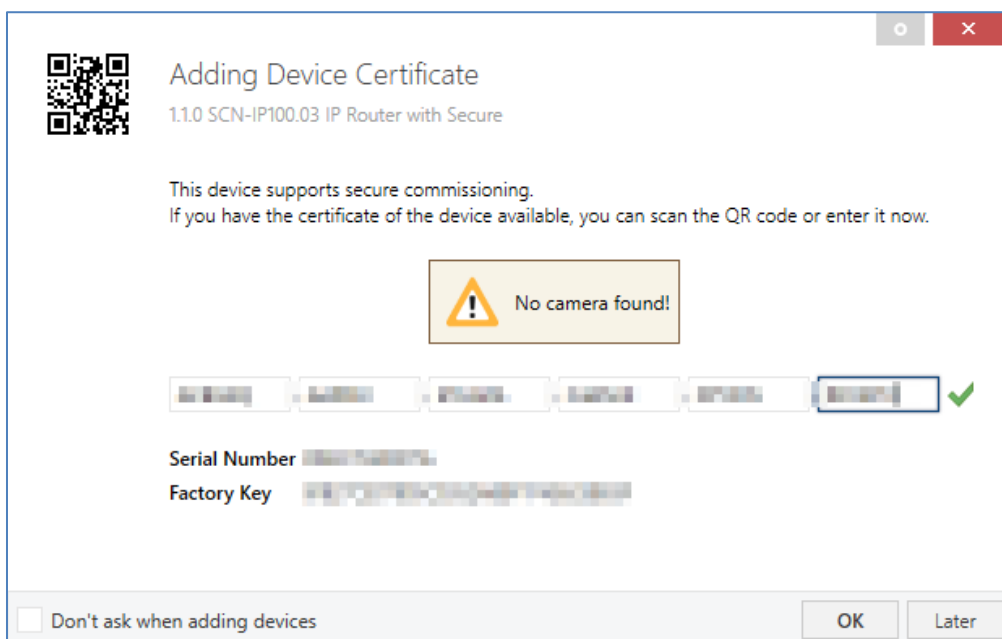 Adding Device Certificate
1.1.0 SCN-IP100.03 IP Router with Secure
This device supports secure commissioning.
If you have the certificate of the device available, you can scan the QR code or enter it now.
No camera found!
Serial Number
Factory Key
Don't ask when adding devices
OK
Later